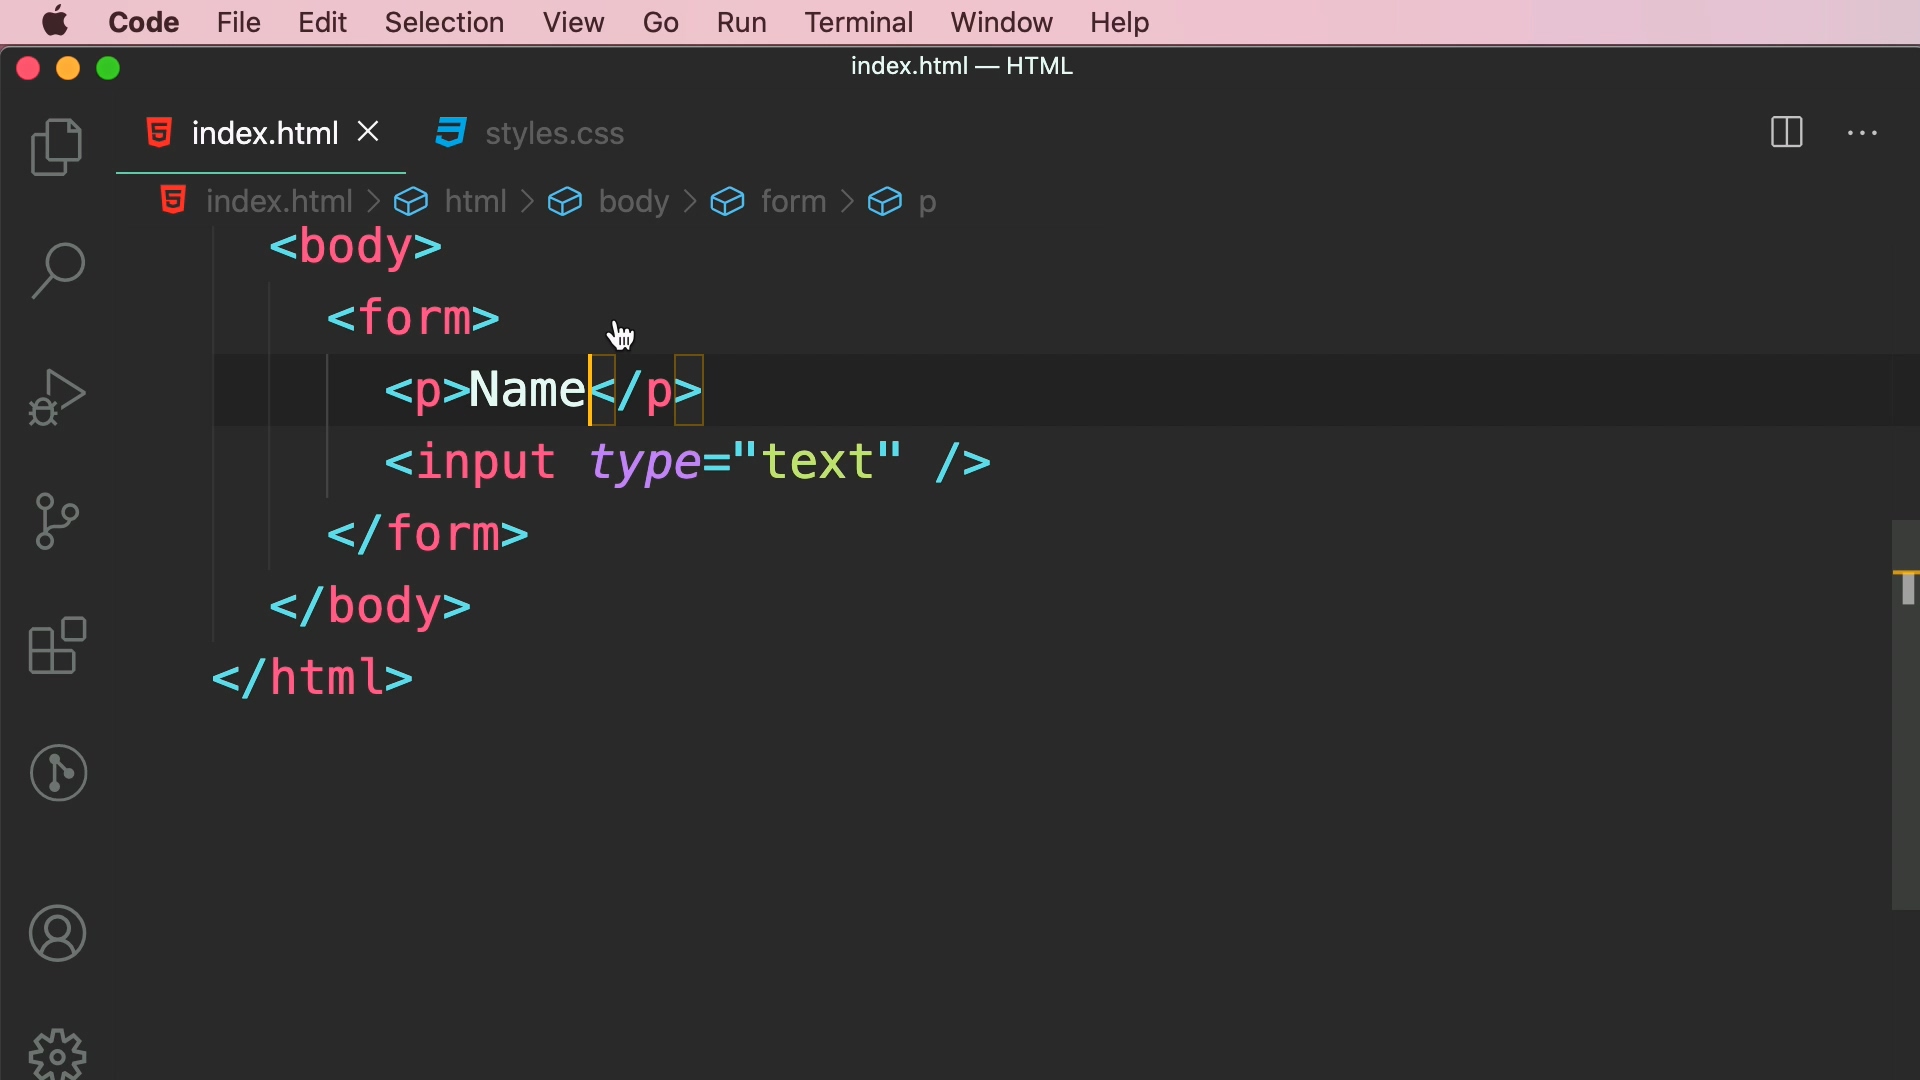 Code File Edit Selection View Go Run Terminal Window Help
index.html — HTML
index.html styles.css
index.html > html > body > form > p
<body>
<form>
<p>Name</p>
<input type="text" />
</form>
</body>
</html>